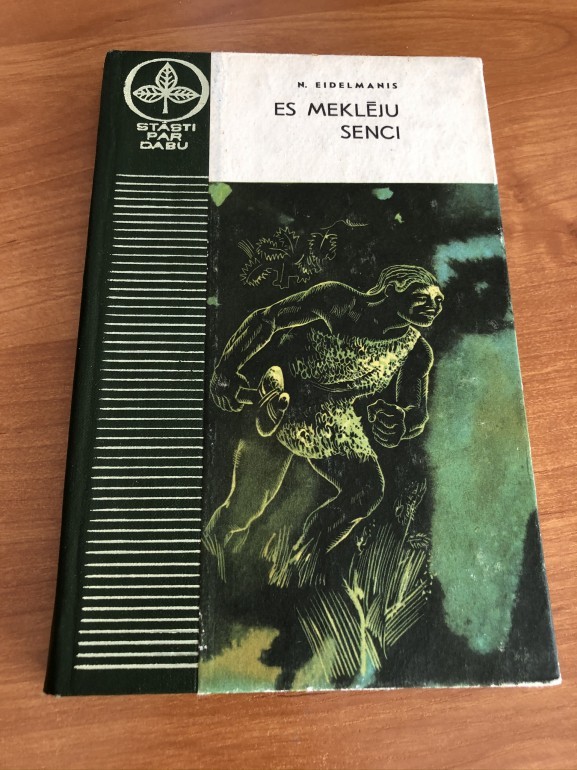 STĀSTI
PAR
DABU
N. EIDELMANIS
ES MEKLĒJU
SENCI